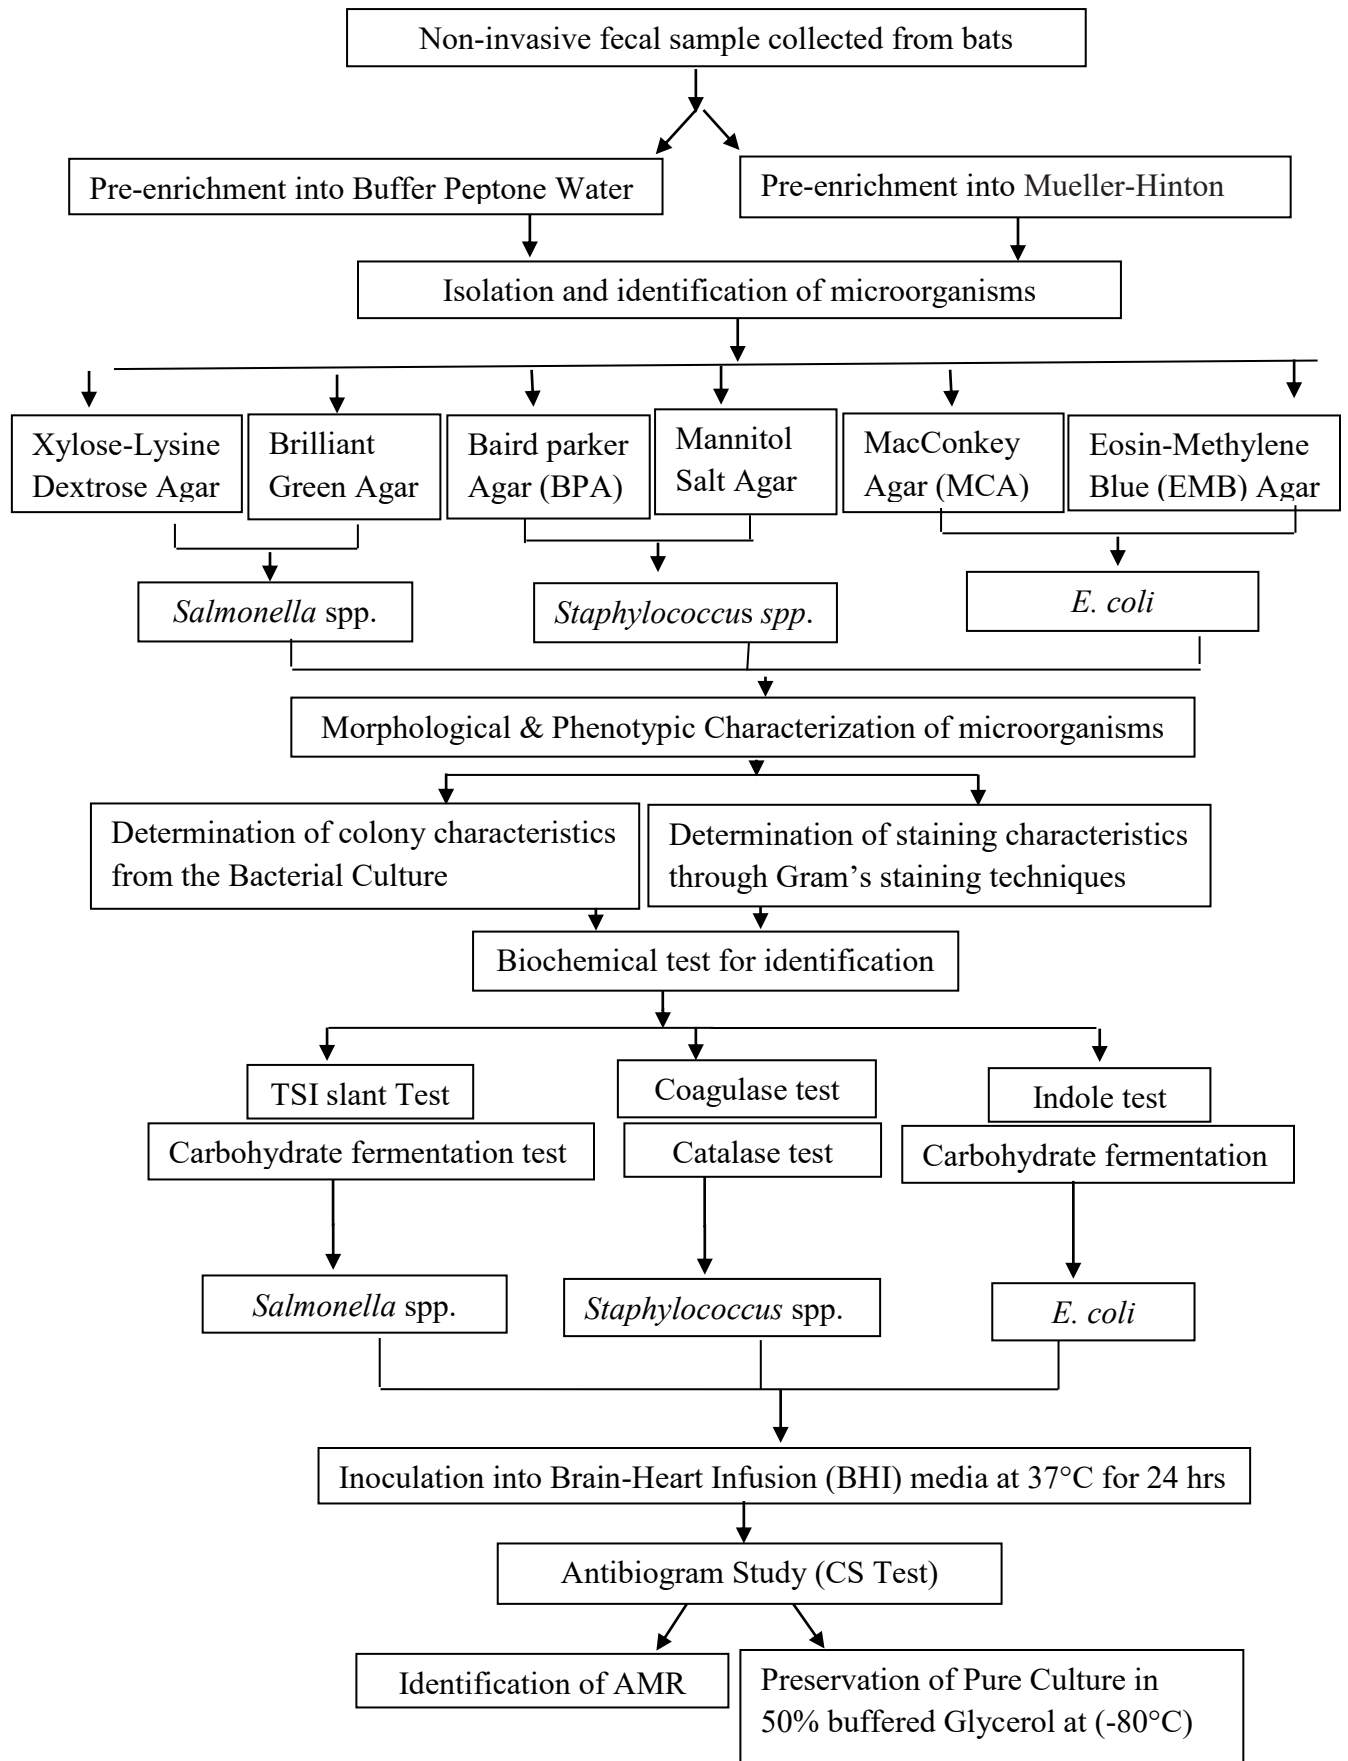 Non-invasive fecal sample collected from bats
Pre-enrichment into Buffer Peptone Water
Pre-enrichment into Mueller-Hinton
Isolation and identification of microorganisms
Xylose-Lysine
Dextrose Agar
Brilliant
Green Agar
Baird parker
Agar (BPA)
Mannitol
Salt Agar
MacConkey
Agar (MCA)
Eosin-Methylene
Blue (EMB) Agar
Salmonella spp.
Staphylococcus spp.
E. coli
Morphological & Phenotypic Characterization of microorganisms
Determination of colony characteristics
from the Bacterial Culture
Determination of staining characteristics
through Gram’s staining techniques
Biochemical test for identification
TSI slant Test
Coagulase test
Indole test
Carbohydrate fermentation test
Catalase test
Carbohydrate fermentation
Salmonella spp.
Staphylococcus spp.
E. coli
Inoculation into Brain-Heart Infusion (BHI) media at 37°C for 24 hrs
Antibiogram Study (CS Test)
Identification of AMR
Preservation of Pure Culture in
50% buffered Glycerol at (-80°C)